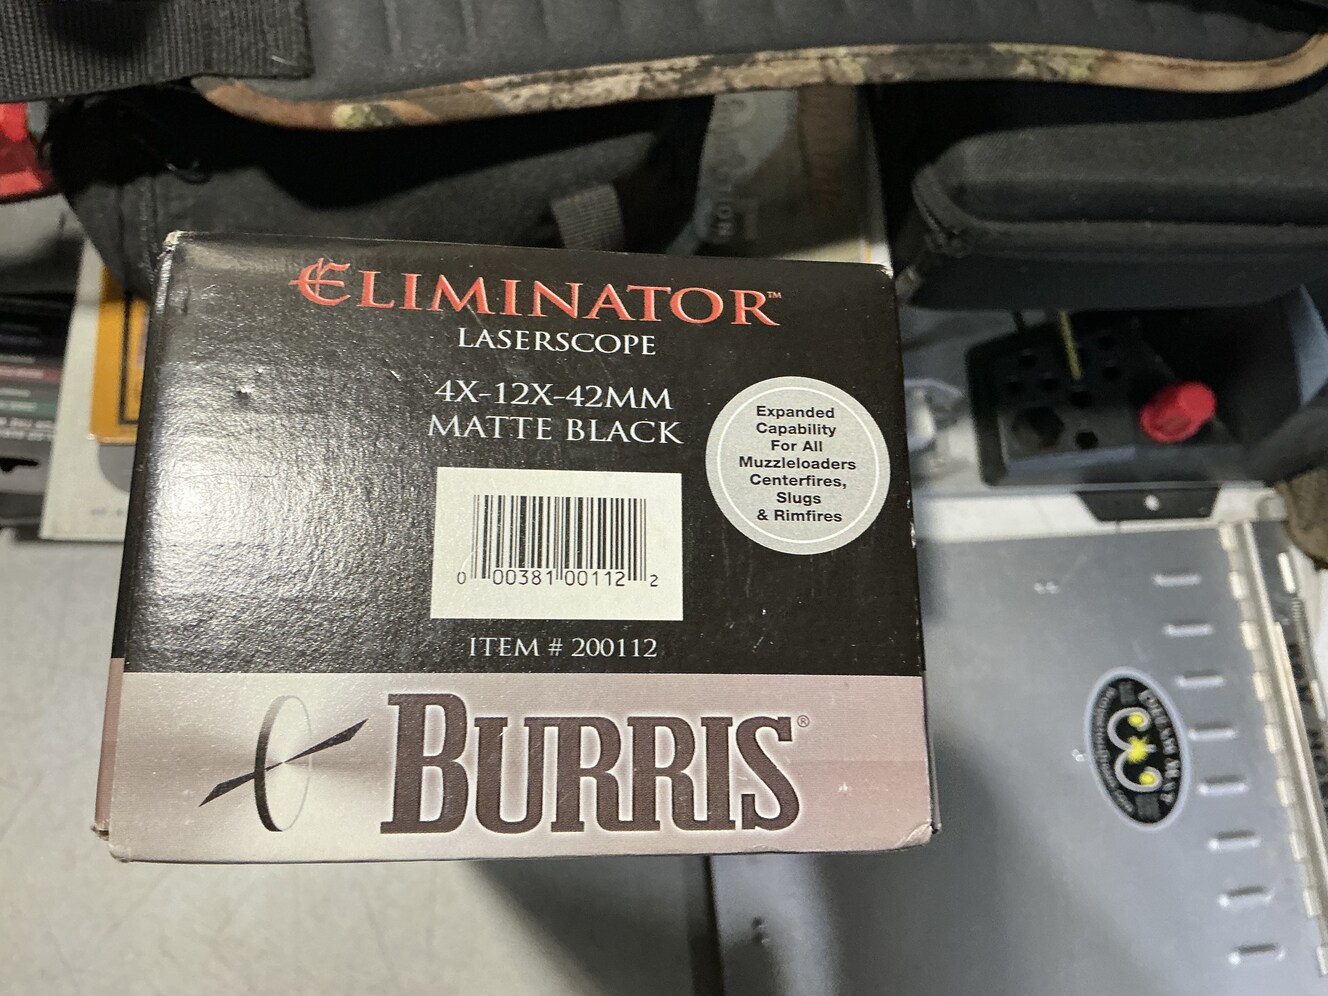 ELIMINATOR™
LASERSCOPE
4X-12X-42MM
MATTE BLACK
Expanded
Capability
For All
Muzzleloaders
Centerfires,
Slugs
& Rimfires
0 00381 00112 2
ITEM # 200112
BURRIS®